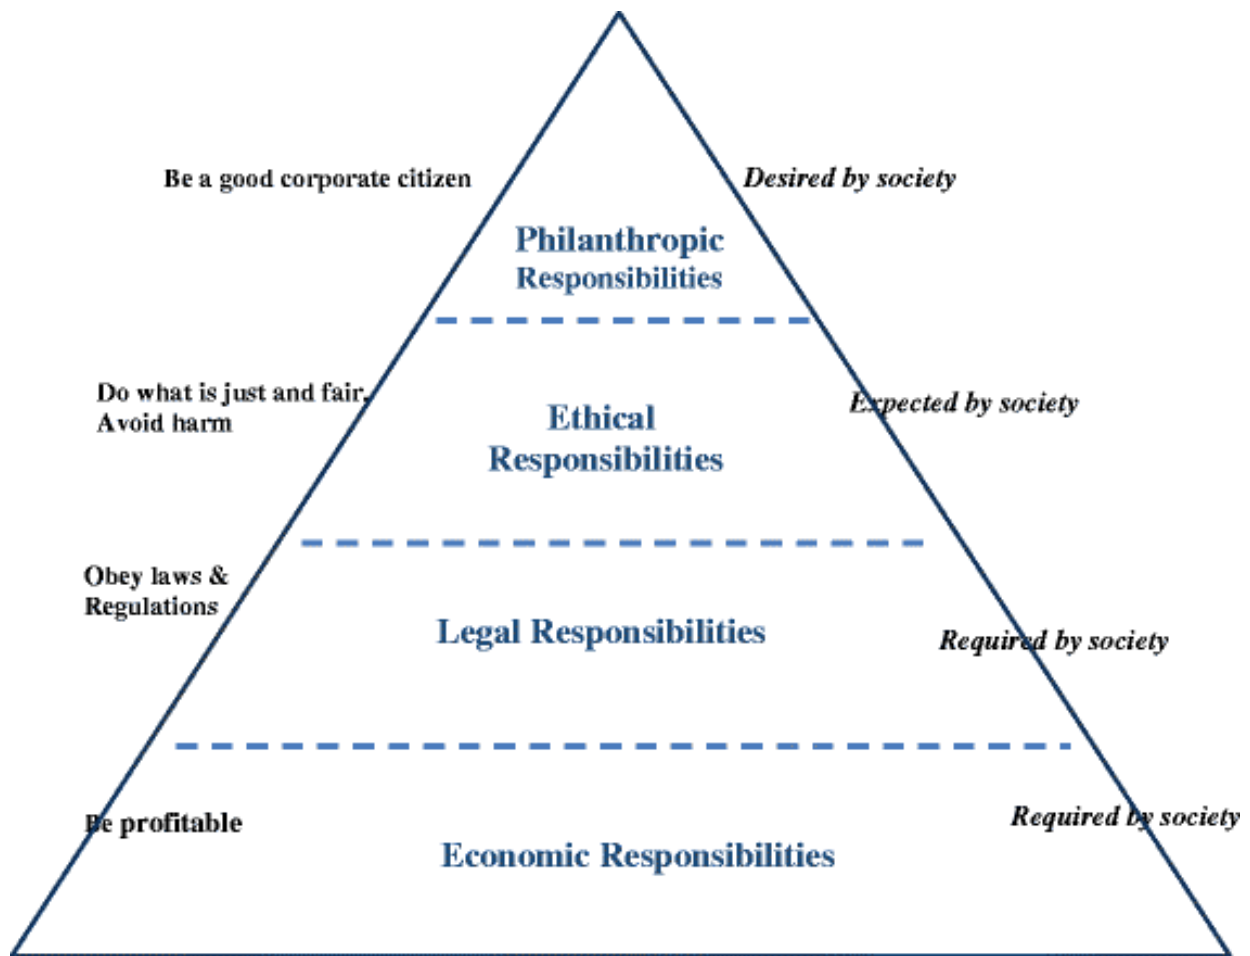 Be a good corporate citizen
Desired by society
Philanthropic
Responsibilities
Do what is just and fair,
Avoid harm
Expected by society
Ethical
Responsibilities
Obey laws &
Regulations
Legal Responsibilities
Required by society
Be profitable
Required by society
Economic Responsibilities